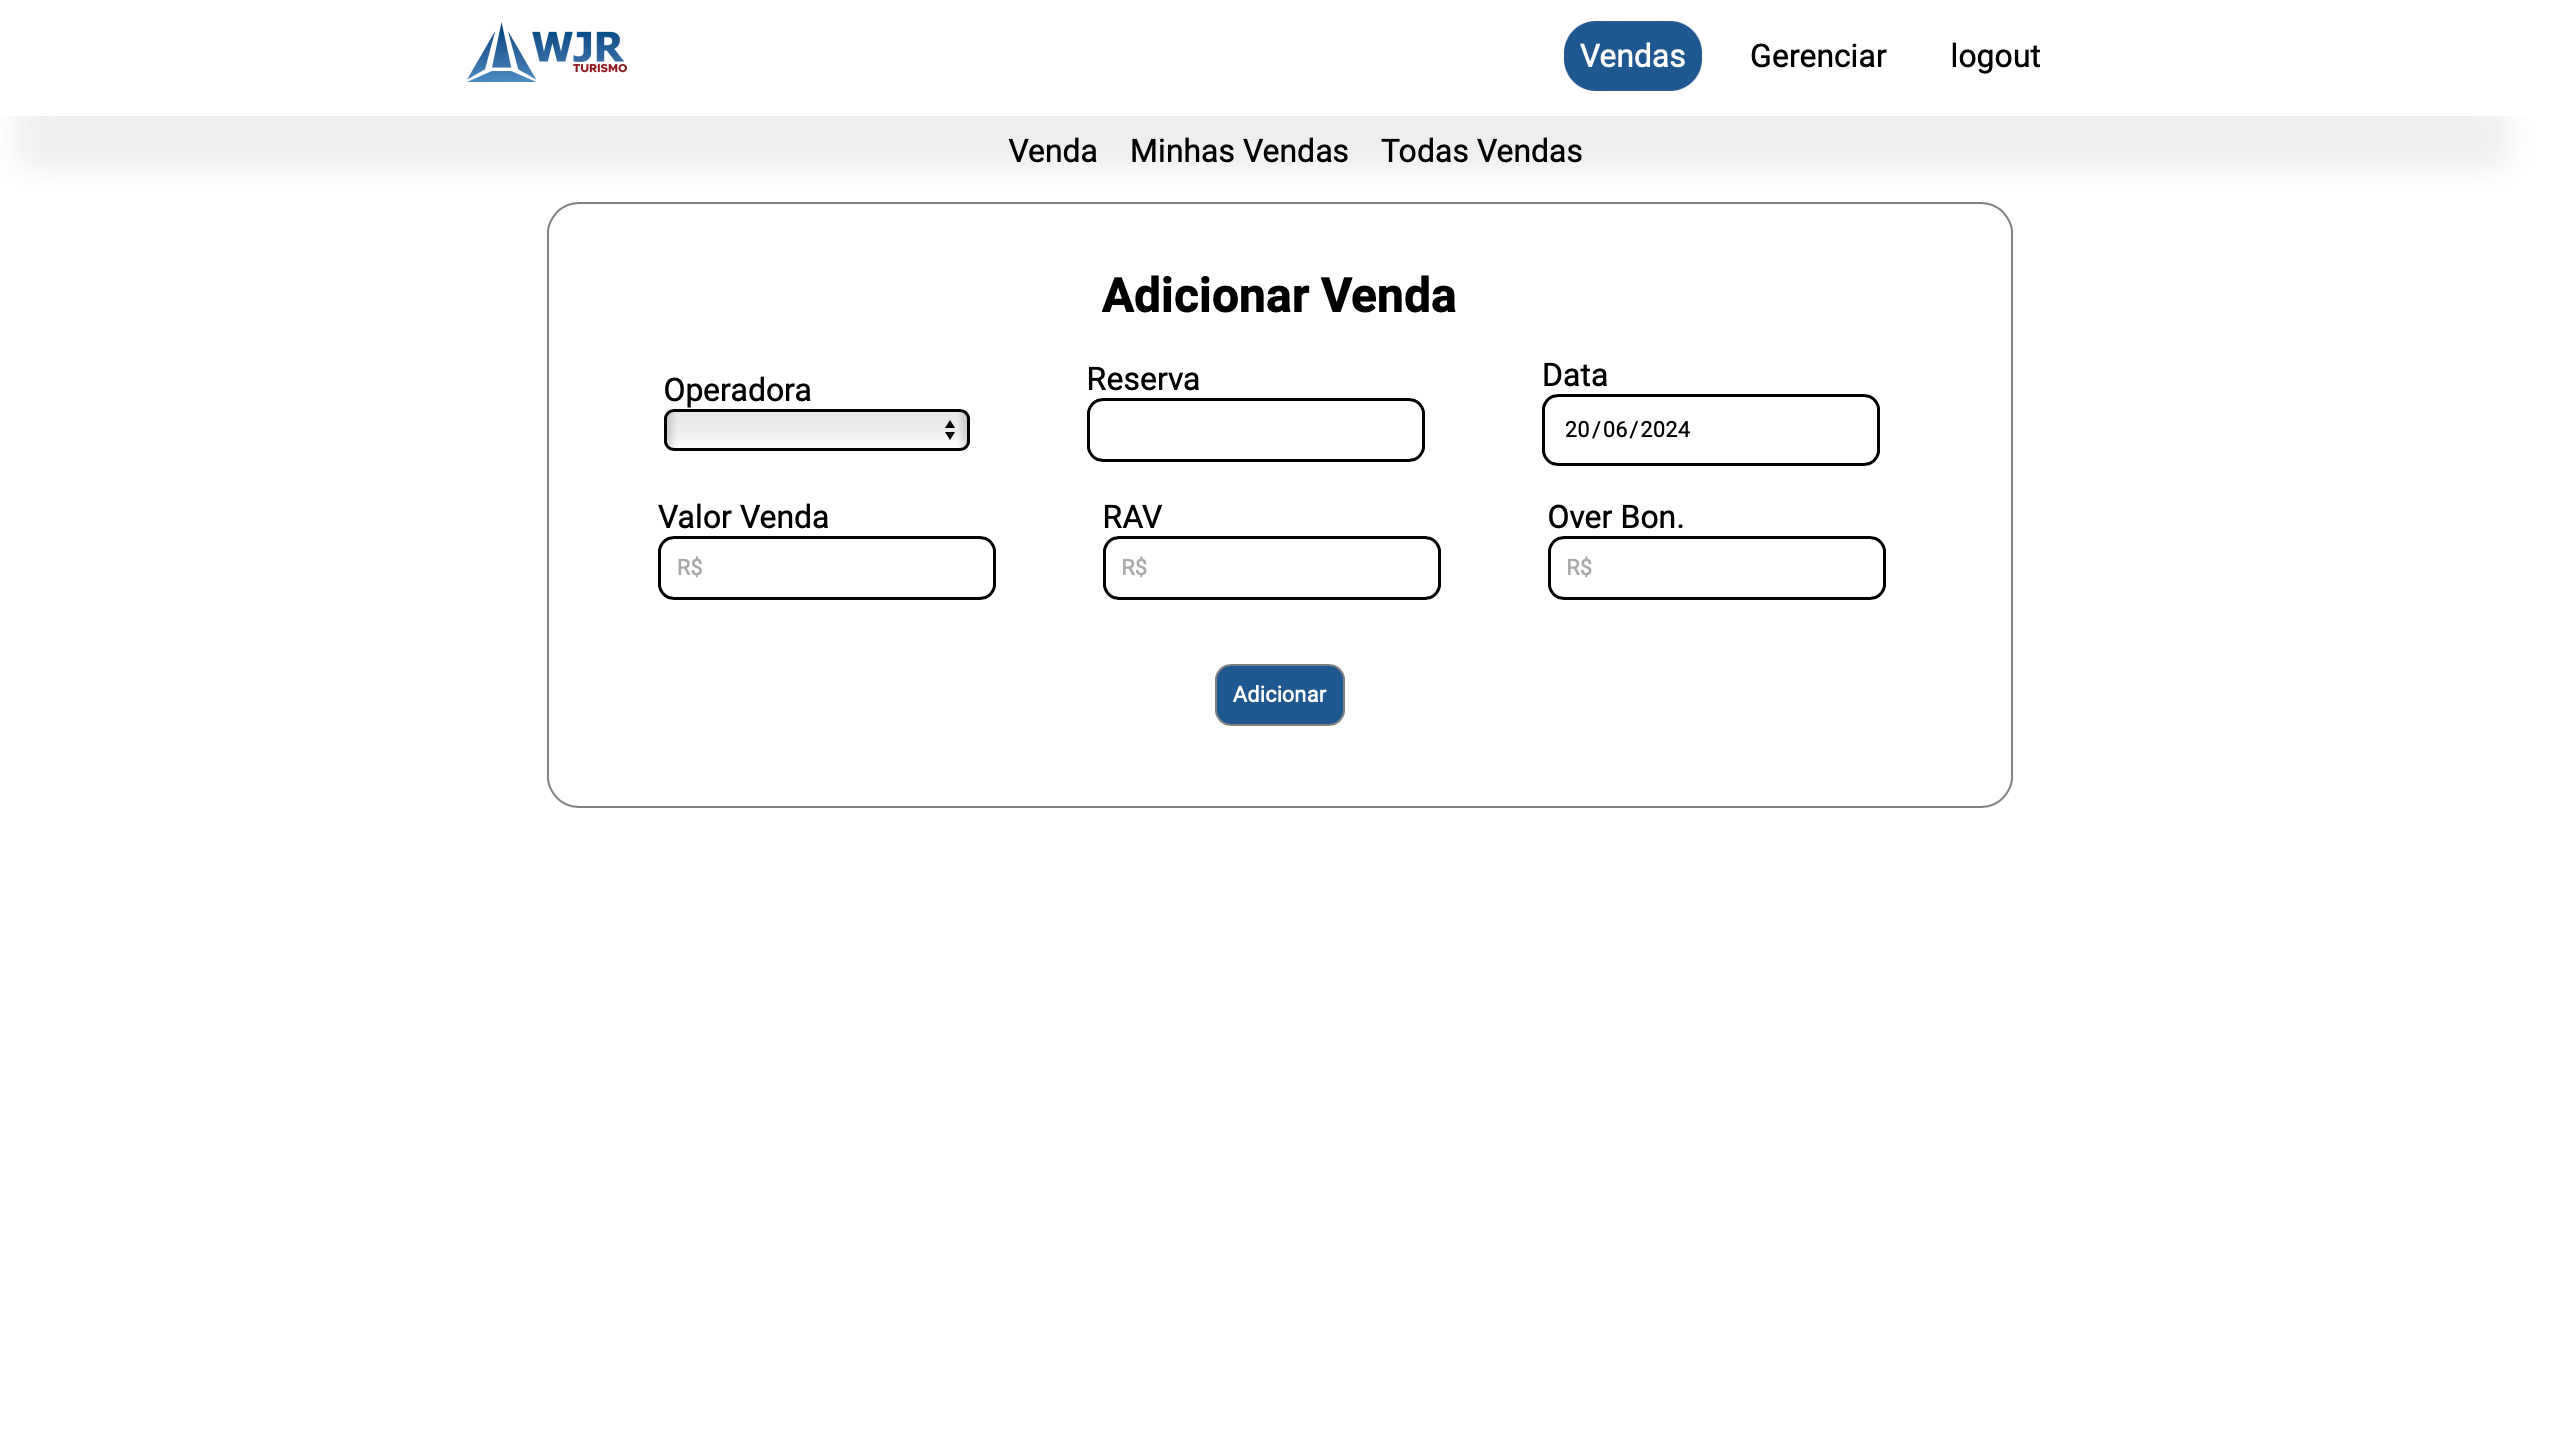 WJR
TURISMO
Vendas Gerenciar logout
Venda Minhas Vendas Todas Vendas
Adicionar Venda
Operadora Reserva Data
20/06/2024
Valor Venda RAV Over Bon.
R$ R$ R$
Adicionar